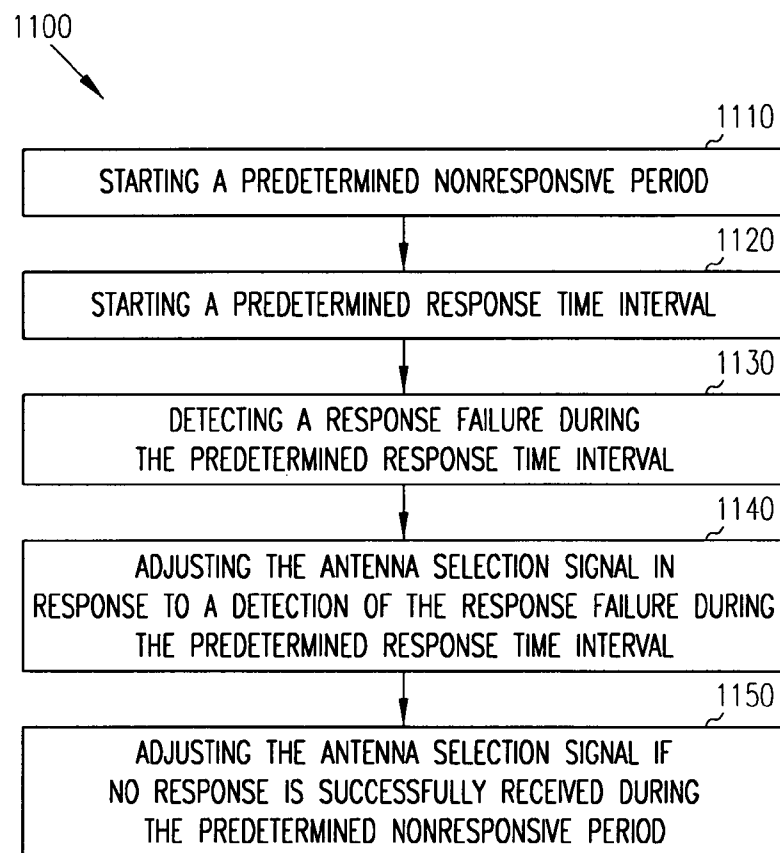 1100
1110
STARTING A PREDETERMINED NONRESPONSIVE PERIOD
1120
STARTING A PREDETERMINED RESPONSE TIME INTERVAL
1130
DETECTING A RESPONSE FAILURE DURING
THE PREDETERMINED RESPONSE TIME INTERVAL
1140
ADJUSTING THE ANTENNA SELECTION SIGNAL IN
RESPONSE TO A DETECTION OF THE RESPONSE FAILURE DURING
THE PREDETERMINED RESPONSE TIME INTERVAL
1150
ADJUSTING THE ANTENNA SELECTION SIGNAL IF
NO RESPONSE IS SUCCESSFULLY RECEIVED DURING
THE PREDETERMINED NONRESPONSIVE PERIOD